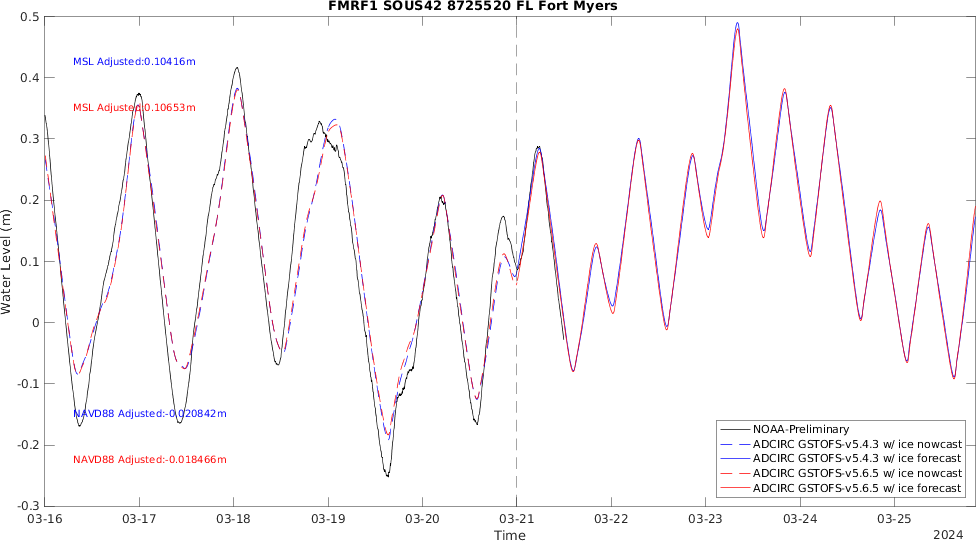 FMRF1 SOUS42 8725520 FL Fort Myers
0.5
0.4
0.3
0.2
0.1
0
-0.1
-0.2
-0.3
Water Level (m)
MSL Adjusted:0.10416m
MSL Adjusted:0.10653m
NAVD88 Adjusted:-0.020842m
NAVD88 Adjusted:-0.018466m
NOAA-Preliminary
ADCIRC GSTOFS-v5.4.3 w/ ice nowcast
ADCIRC GSTOFS-v5.4.3 w/ ice forecast
ADCIRC GSTOFS-v5.6.5 w/ ice nowcast
ADCIRC GSTOFS-v5.6.5 w/ ice forecast
03-16 03-17 03-18 03-19 03-20 03-21 03-22 03-23 03-24 03-25
Time
2024